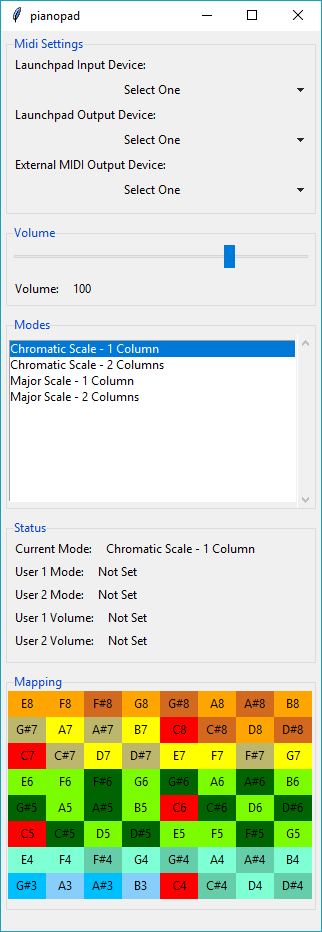 pianopad
Midi Settings
Launchpad Input Device:
Select One
Launchpad Output Device:
Select One
External MIDI Output Device:
Select One
Volume
Volume: 100
Modes
Chromatic Scale - 1 Column
Chromatic Scale - 2 Columns
Major Scale - 1 Column
Major Scale - 2 Columns
Status
Current Mode: Chromatic Scale - 1 Column
User 1 Mode: Not Set
User 2 Mode: Not Set
User 1 Volume: Not Set
User 2 Volume: Not Set
Mapping
E8 F8 F#8 G8 G#8 A8 A#8 B8
G#7 A7 A#7 B7 C8 C#8 D8 D#8
C7 C#7 D7 D#7 E7 F7 F#7 G7
E6 F6 F#6 G6 G#6 A6 A#6 B6
G#5 A5 A#5 B5 C6 C#6 D6 D#6
C5 C#5 D5 D#5 E5 F5 F#5 G5
E4 F4 F#4 G4 G#4 A4 A#4 B4
G#3 A3 A#3 B3 C4 C#4 D4 D#4